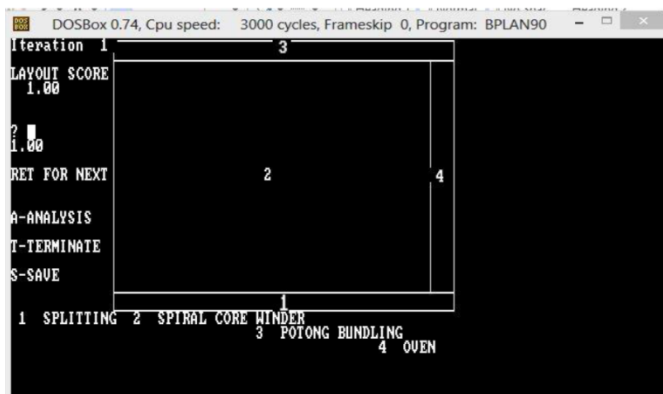 DOSBox 0.74, Cpu speed: 3000 cycles, Frameskip 0, Program: BPLAN90
Iteration 1
3
LAYOUT SCORE
1.00
?
1.00
RET FOR NEXT
2
4
A-ANALYSIS
T-TERMINATE
S-SAVE
1
1 SPLITTING 2 SPIRAL CORE WINDER
3 POTONG BUNDLING
4 OVEN